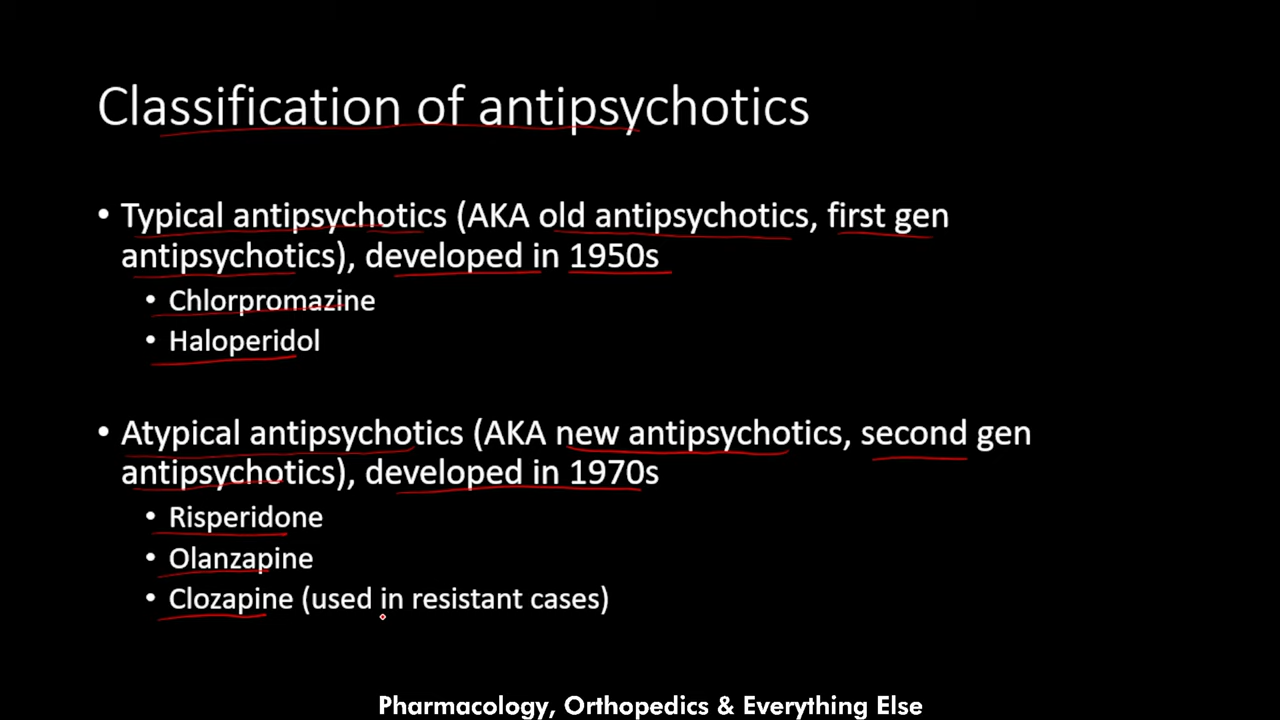 Classification of antipsychotics
• Typical antipsychotics (AKA old antipsychotics, first gen
antipsychotics), developed in 1950s
• Chlorpromazine
• Haloperidol
• Atypical antipsychotics (AKA new antipsychotics, second gen
antipsychotics), developed in 1970s
• Risperidone
• Olanzapine
• Clozapine (used in resistant cases)
Pharmacology, Orthopedics & Everything Else